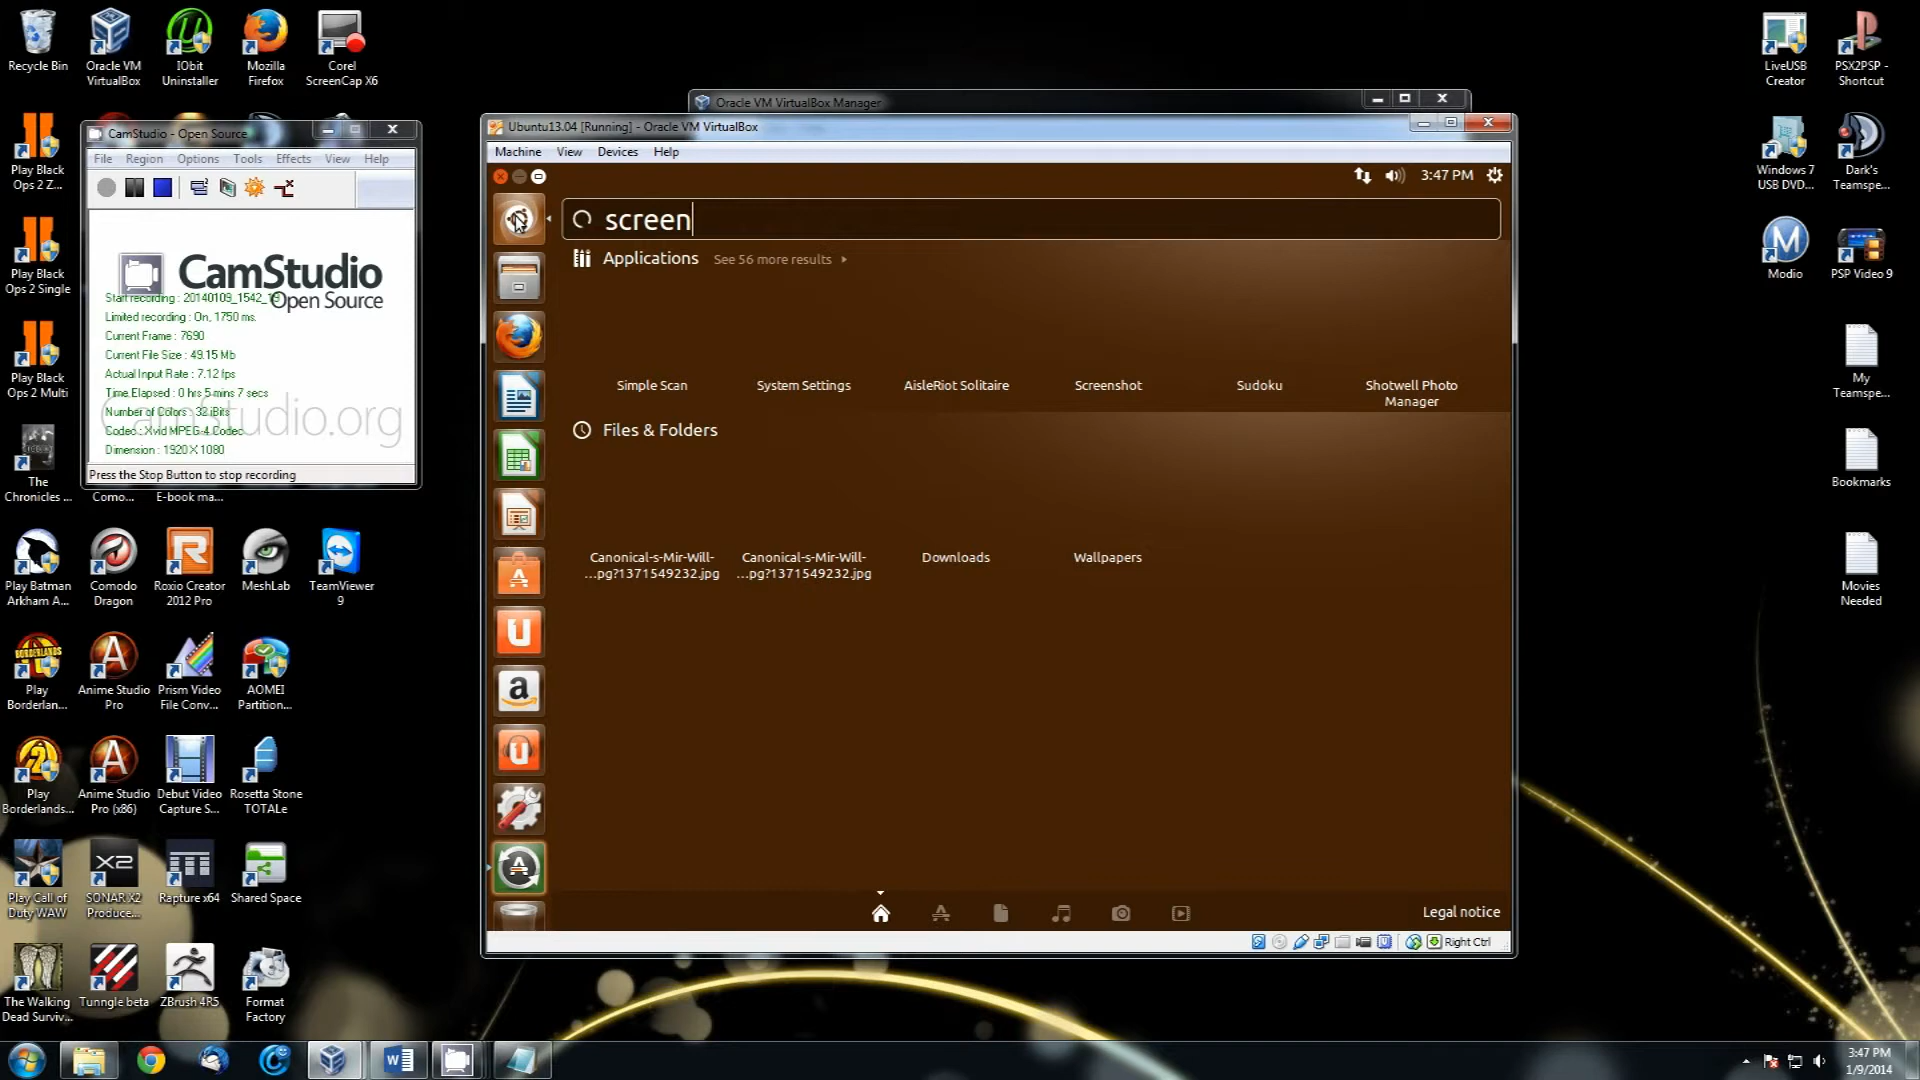 Recycle Bin
Oracle VM
VirtualBox
IObit
Uninstaller
Mozilla
Firefox
Corel
ScreenCap X6
LiveUSB
Creator
PSX2PSP -
Shortcut
Play Black
Ops 2 Z...
Play Black
Ops 2 Single
Play Black
Ops 2 Multi
The
Chronicles ...
Como...
E-book ma...
CamStudio - Open Source
File Region Options Tools Effects View Help
CamStudio
Open Source
Start recording : 20140109_1542_19
Limited recording : On, 1750 ms.
Current Frame : 7690
Current File Size : 49.15 Mb
Actual Input Rate : 7.12 fps
Time Elapsed : 0 hrs 5 mins 7 secs
Number of Colors : 32 Bits
CamStudio.org
Codec : Xvid MPEG-4 Codec
Dimension : 1920 X 1080
Press the Stop Button to stop recording
Oracle VM VirtualBox Manager
Ubuntu13.04 [Running] - Oracle VM VirtualBox
Machine View Devices Help
3:47 PM
screen
Applications See 56 more results
Simple Scan
System Settings
AisleRiot Solitaire
Screenshot
Sudoku
Shotwell Photo
Manager
Files & Folders
Canonical-s-Mir-Will-
...pg?1371549232.jpg
Canonical-s-Mir-Will-
...pg?1371549232.jpg
Downloads
Wallpapers
Legal notice
Right Ctrl
Windows 7
USB DVD...
Dark's
Teamspe...
Modio
PSP Video 9
My
Teamspe...
Bookmarks
Movies
Needed
Play Batman
Arkham A...
Comodo
Dragon
Roxio Creator
2012 Pro
MeshLab
TeamViewer
9
BORDERLANDS
Play
Borderlan...
Anime Studio
Pro
Prism Video
File Conv...
AOMEI
Partition...
Play
Borderlands...
Anime Studio
Pro (x86)
Debut Video
Capture S...
Rosetta Stone
TOTALe
X2
Play Call of
Duty WAW
SONAR X2
Produce...
Rapture x64
Shared Space
The Walking
Dead Surviv...
Tunngle beta
ZBrush 4R5
Format
Factory
3:47 PM
1/9/2014